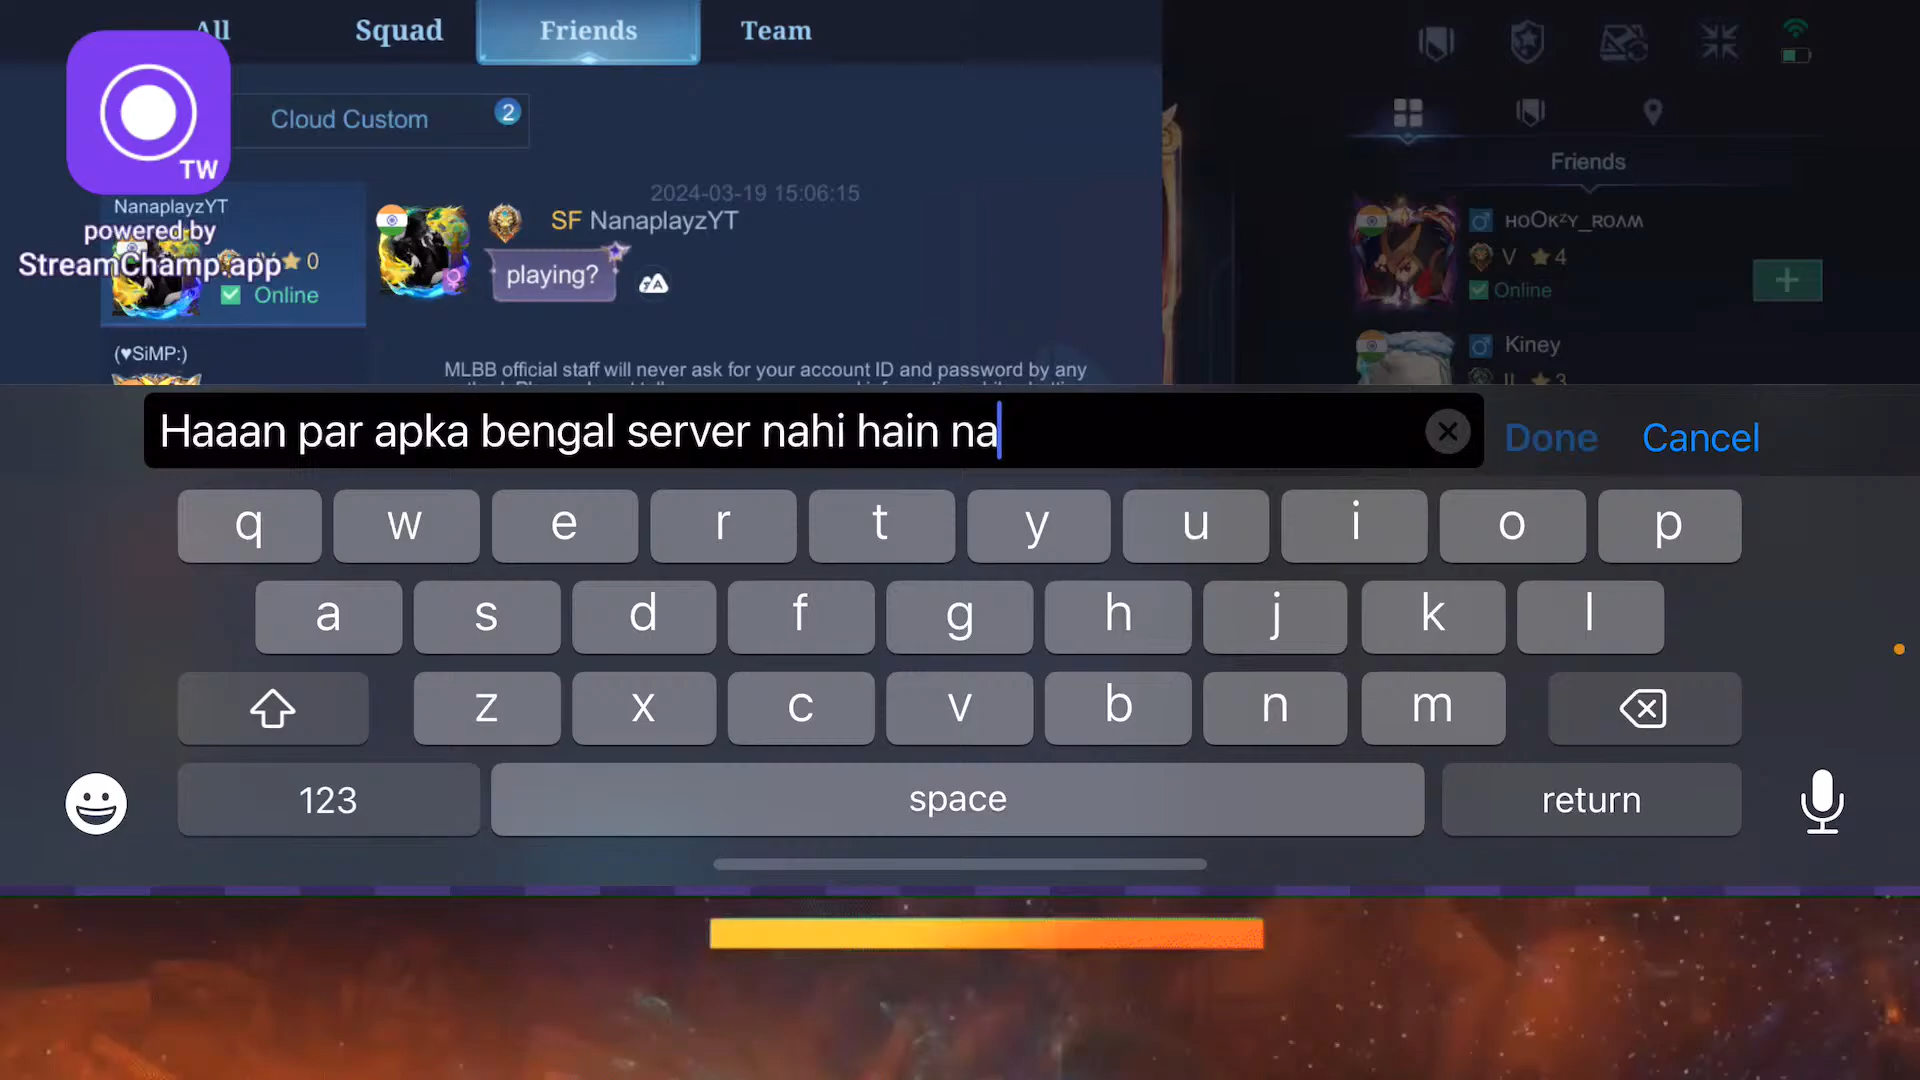 All Squad Friends Team
TW
Cloud Custom 2
Friends
2024-03-19 15:06:15
NanaplayzYT
SF NanaplayzYT
powered by
StreamChamp.app
0
Online
playing?
HOOKZY_ROAM
V 4
Online
(♥SiMP:)
Kiney
3
MLBB official staff will never ask for your account ID and password by any
Haaan par apka bengal server nahi hain na
Done Cancel
q w e r t y u i o p
a s d f g h j k l
z x c v b n m
123 space return